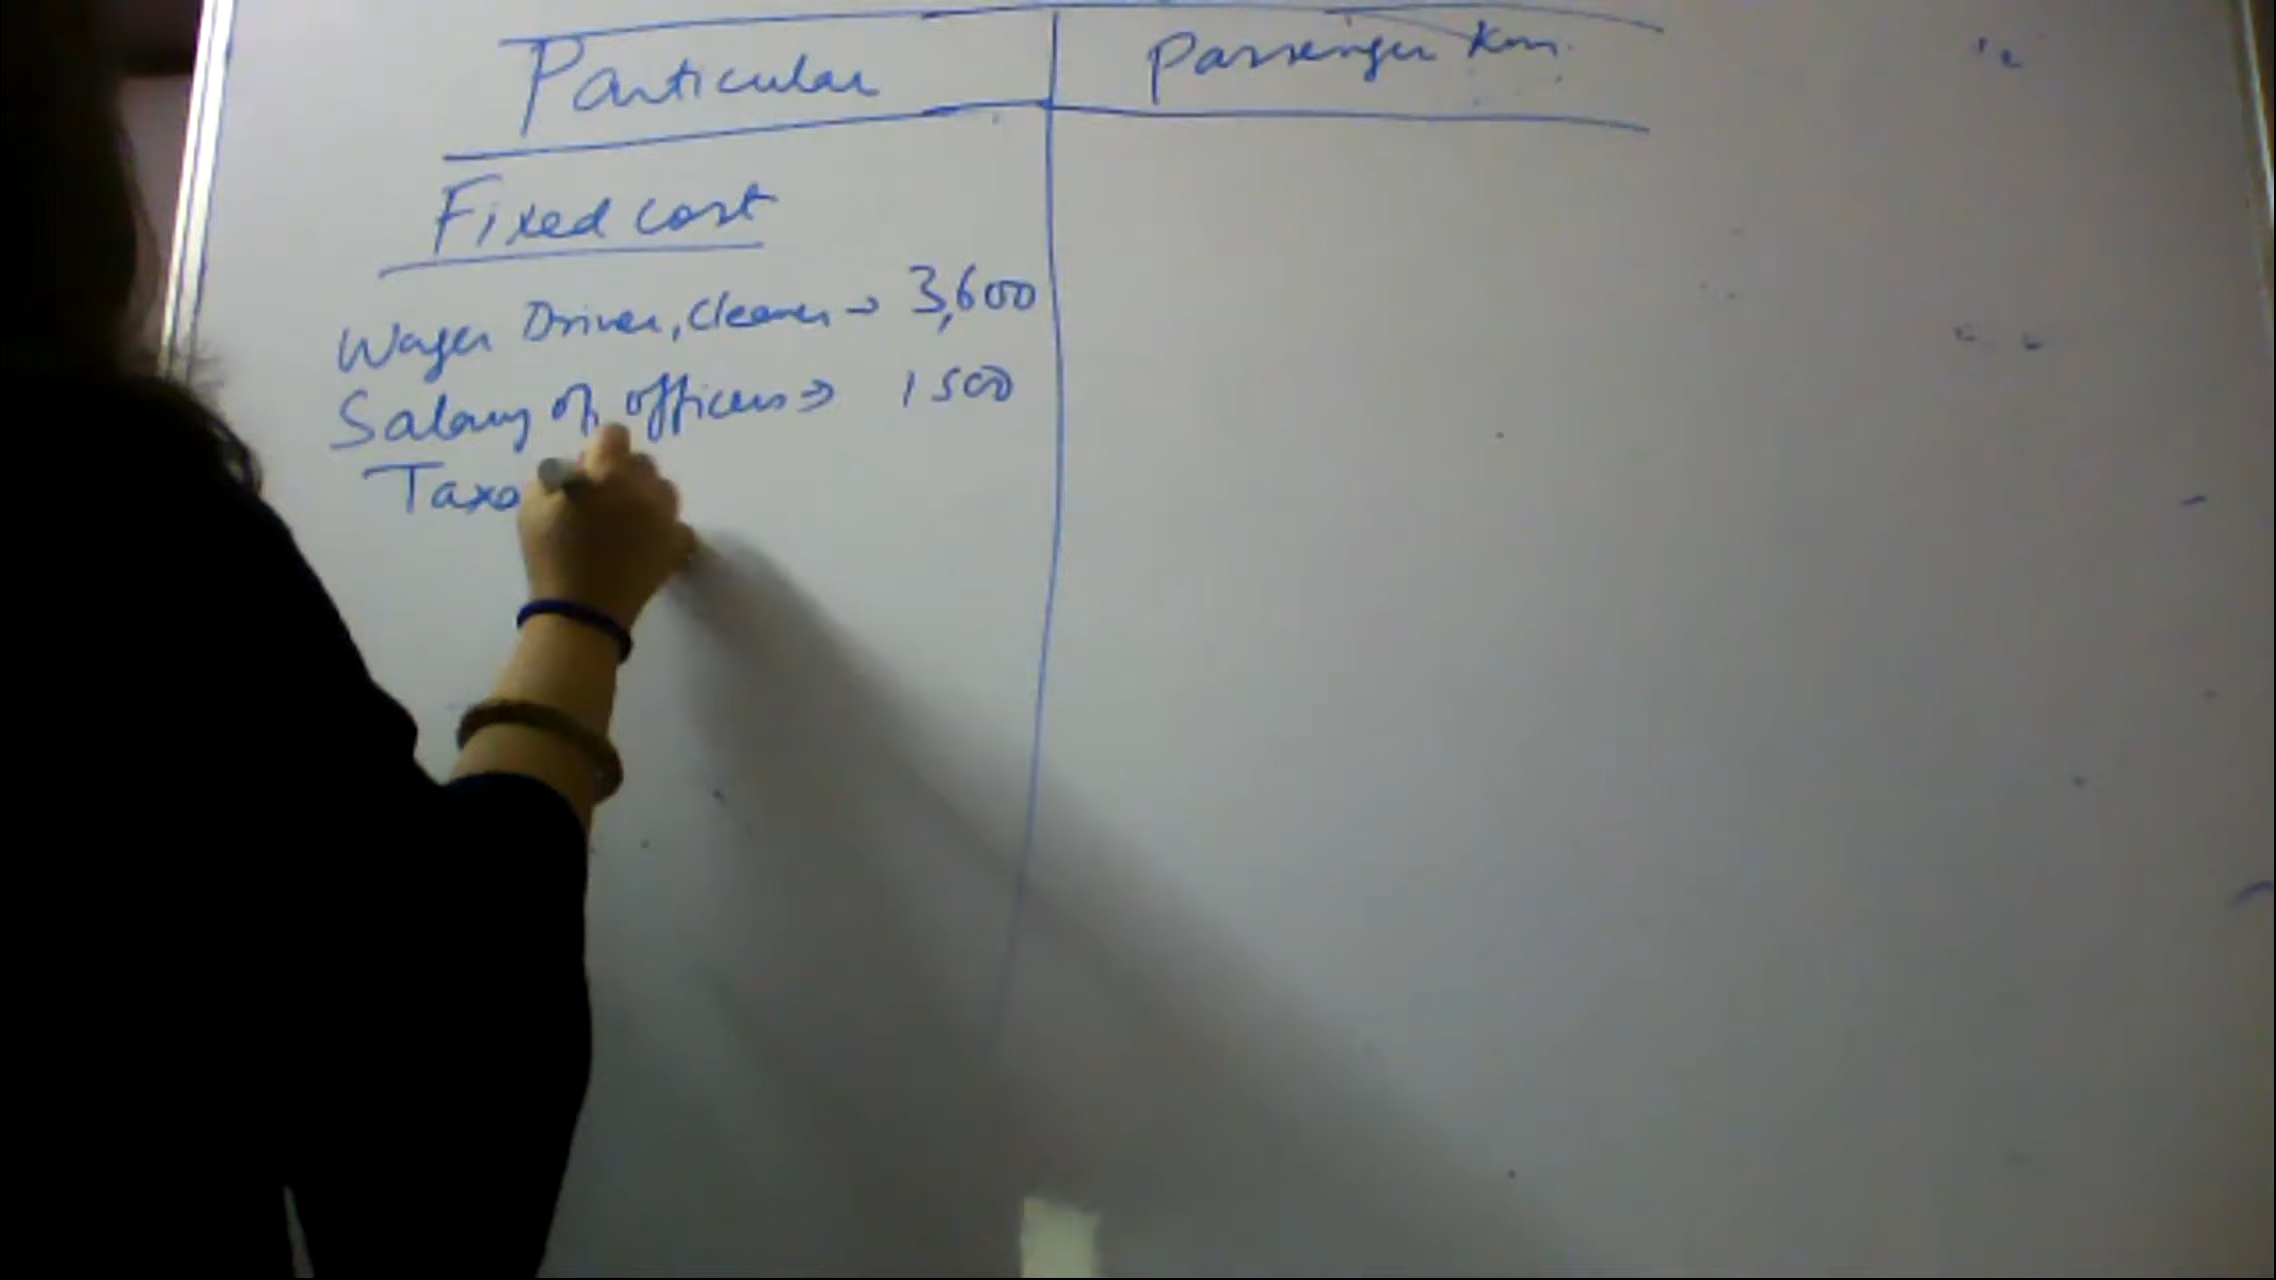 Particular Passenger Km.
Fixed cost
Wages Driver, Cleaner → 3,600
Salary of officers ⇒ 1500
Taxe